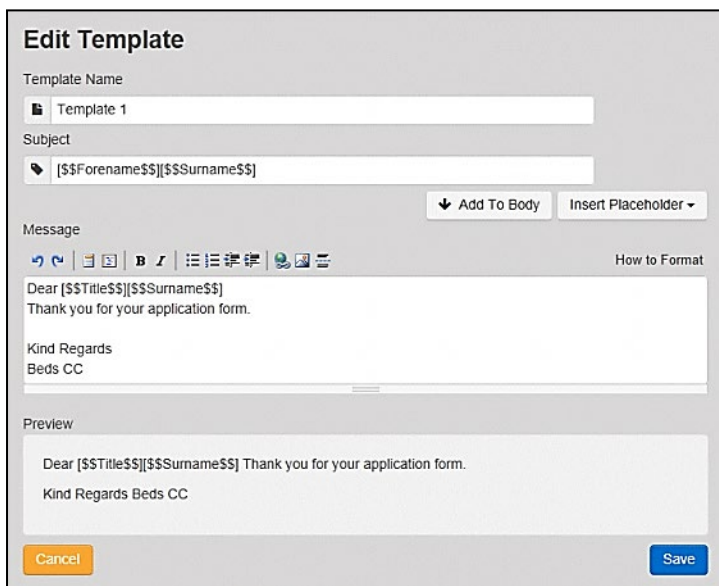 Edit Template
Template Name
Template 1
Subject
[$$Forename$$][$$Surname$$]
Add To Body Insert Placeholder
Message
B I How to Format
Dear [$$Title$$][$$Surname$$]
Thank you for your application form.
Kind Regards
Beds CC
Preview
Dear [$$Title$$][$$Surname$$] Thank you for your application form.
Kind Regards Beds CC
Cancel Save